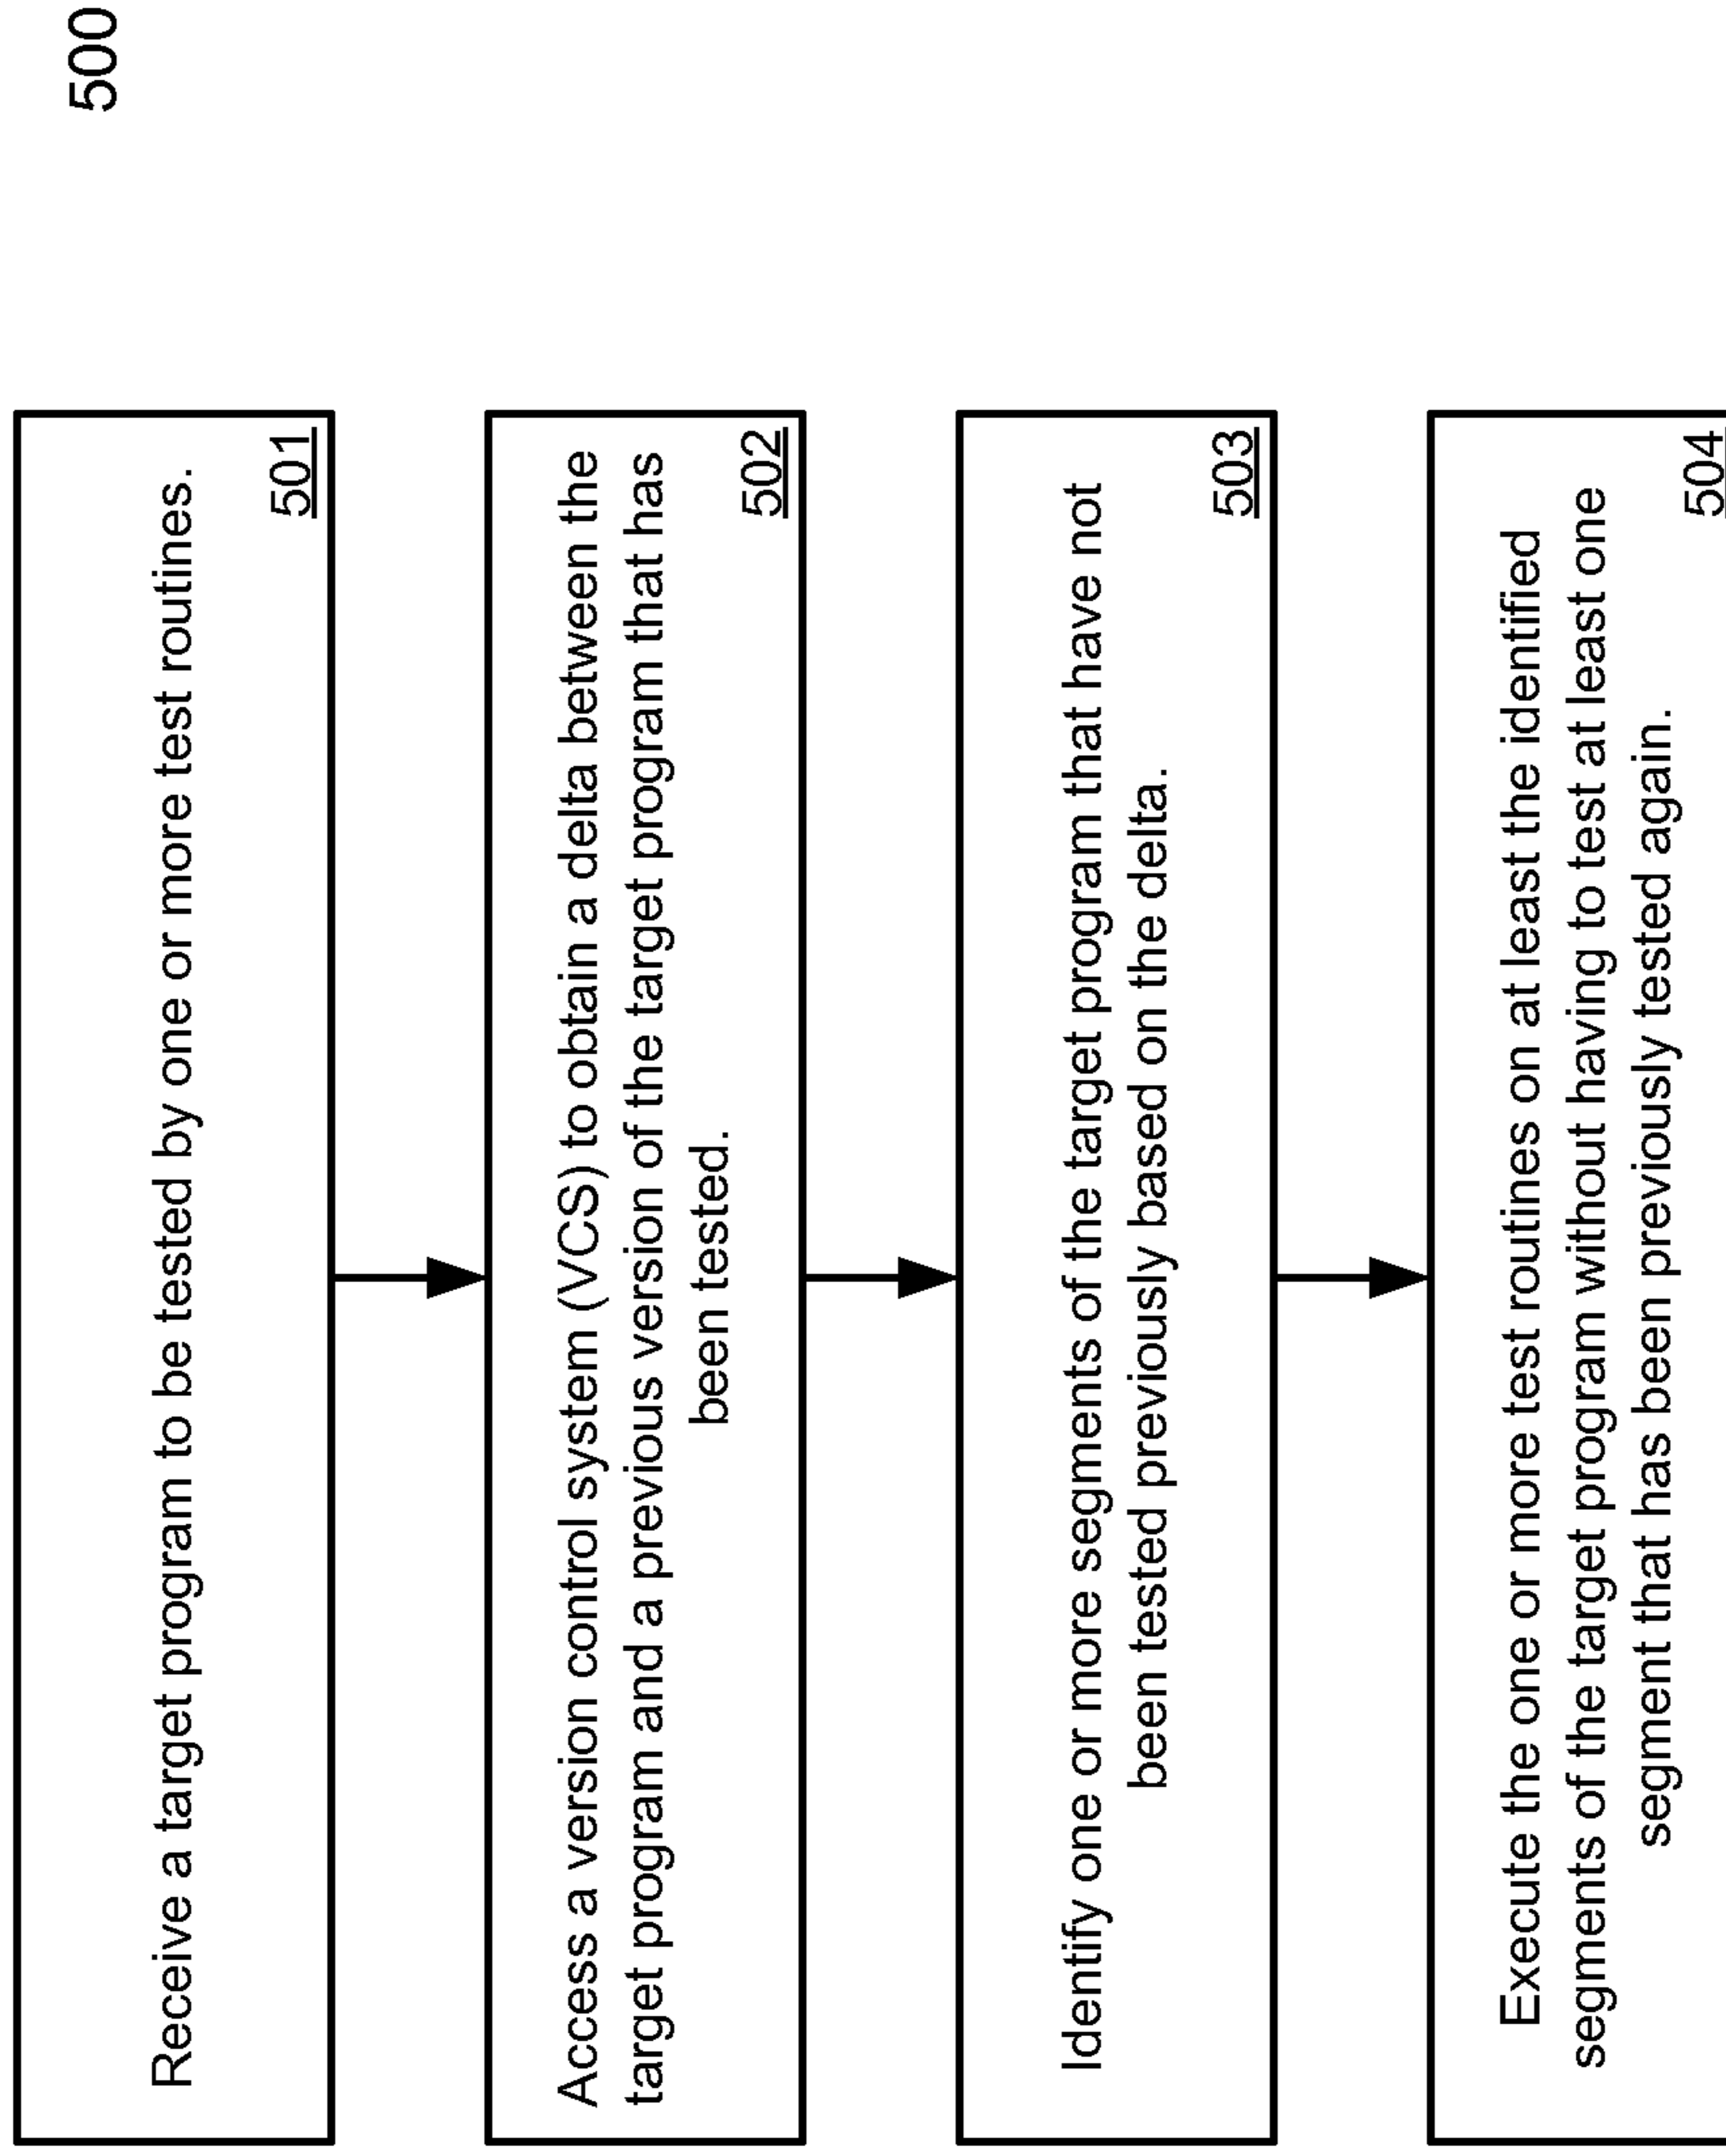 500
Receive a target program to be tested by one or more test routines.
501
Access a version control system (VCS) to obtain a delta between the
target program and a previous version of the target program that has
been tested.
502
Identify one or more segments of the target program that have not
been tested previously based on the delta.
503
Execute the one or more test routines on at least the identified
segments of the target program without having to test at least one
segment that has been previously tested again.
504